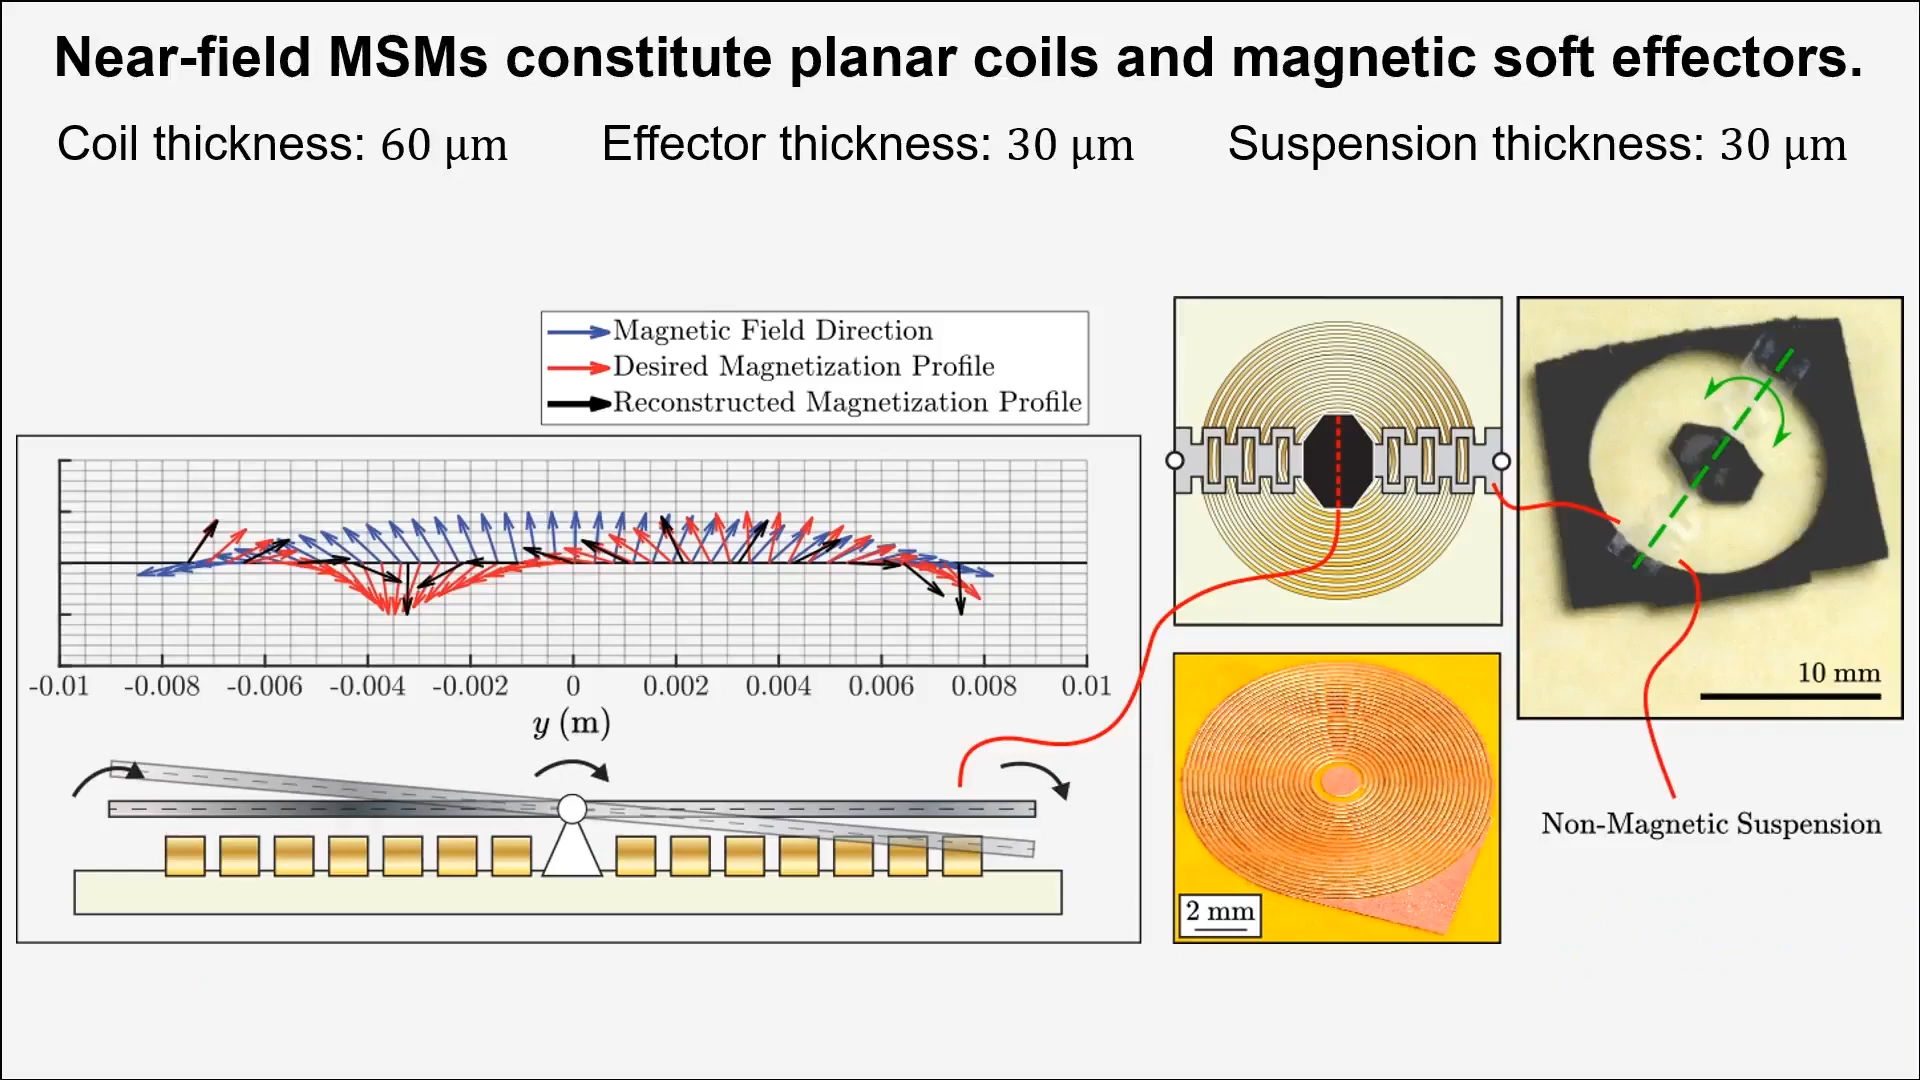 Near-field MSMs constitute planar coils and magnetic soft effectors.
Coil thickness: 60 μm Effector thickness: 30 μm Suspension thickness: 30 μm
Magnetic Field Direction
Desired Magnetization Profile
Reconstructed Magnetization Profile
-0.01 -0.008 -0.006 -0.004 -0.002 0 0.002 0.004 0.006 0.008 0.01
y (m)
10 mm
2 mm
Non-Magnetic Suspension